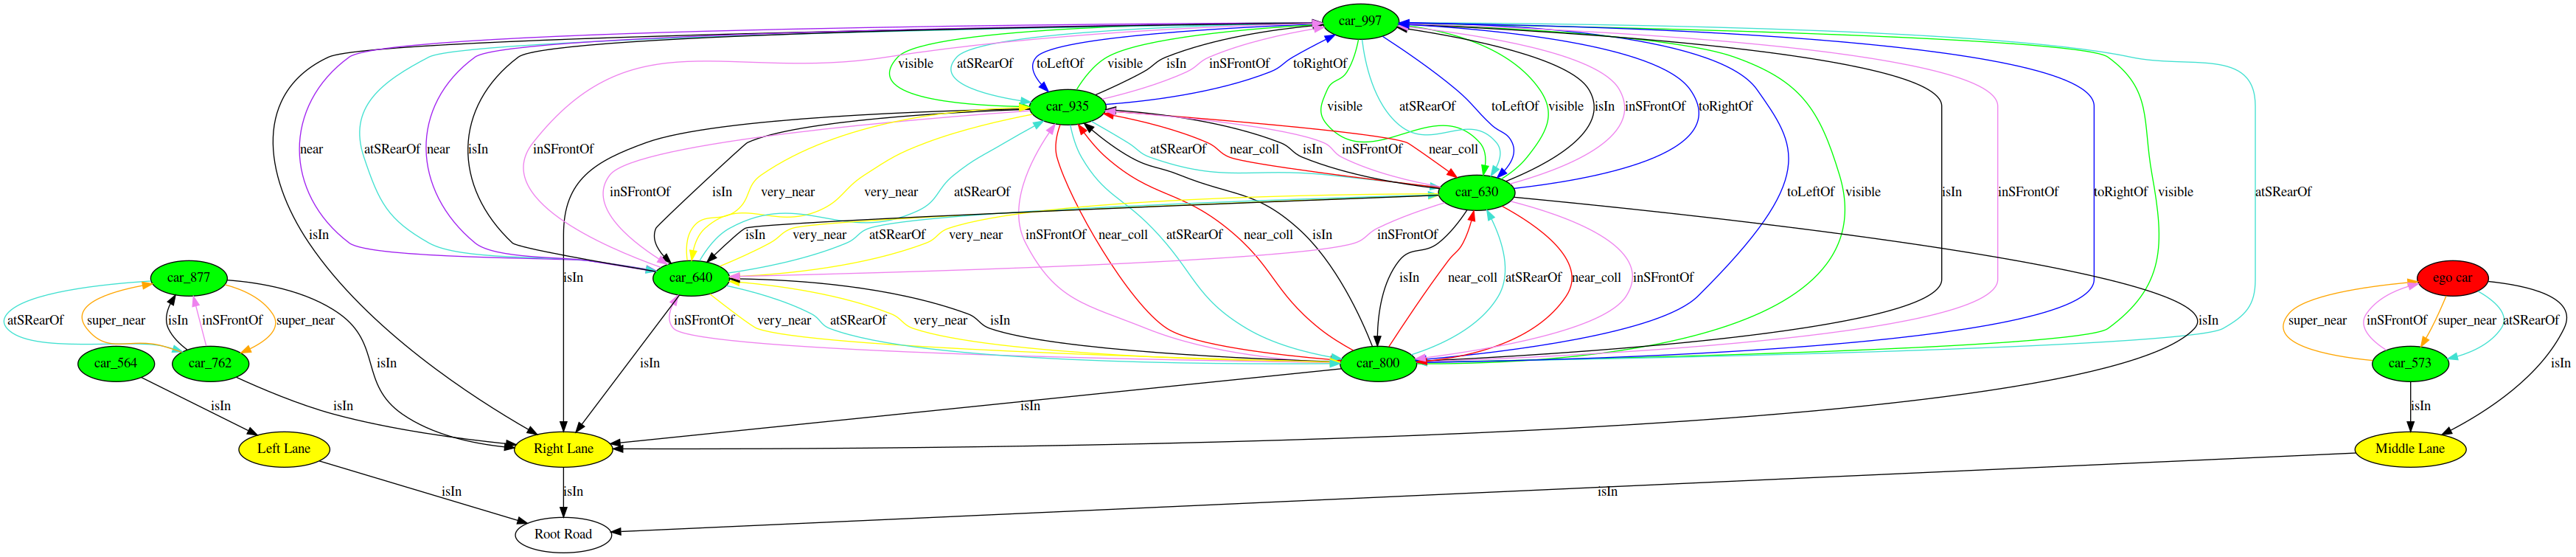 car_997
visible atSRearOf toLeftOf visible isIn inSFrontOf toRightOf
car_935
visible atSRearOf toLeftOf visible isIn inSFrontOf toRightOf
near atSRearOf near isIn inSFrontOf
atSRearOf near_coll isIn inSFrontOf near_coll
inSFrontOf isIn very_near very_near atSRearOf
car_630
toLeftOf visible isIn inSFrontOf toRightOf visible atSRearOf
isIn
isIn very_near atSRearOf very_near
inSFrontOf near_coll atSRearOf near_coll isIn
inSFrontOf
car_877
isIn
car_640
isIn near_coll atSRearOf near_coll inSFrontOf
ego car
atSRearOf super_near isIn inSFrontOf super_near
inSFrontOf very_near atSRearOf very_near isIn
isIn
super_near inSFrontOf super_near atSRearOf
car_564 car_762
isIn
isIn
car_800
car_573
isIn
isIn isIn
isIn
isIn
Left Lane
Right Lane
Middle Lane
isIn
isIn
isIn
Root Road